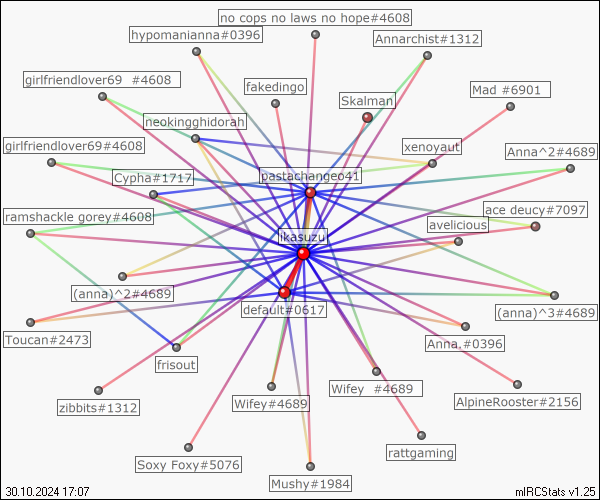 no cops no laws no hope#4608
hypomanianna#0396
Annarchist#1312
girlfriendlover69 #4608
fakedingo
Mad #6901
Skalman
neokingghidorah
girlfriendlover69#4608
xenoyaut
Anna^2#4689
Cypha#1717
pastachangeo41
ramshackle gorey#4608
ace deucy#7097
avelicious
ikasuzu
(anna)^2#4689
default#0617
(anna)^3#4689
Toucan#2473
Anna,#0396
frisout
Wifey #4689
zibbits#1312
Wifey#4689
AlpineRooster#2156
rattgaming
Soxy Foxy#5076
Mushy#1984
30.10.2024 17:07
mIRCStats v1.25